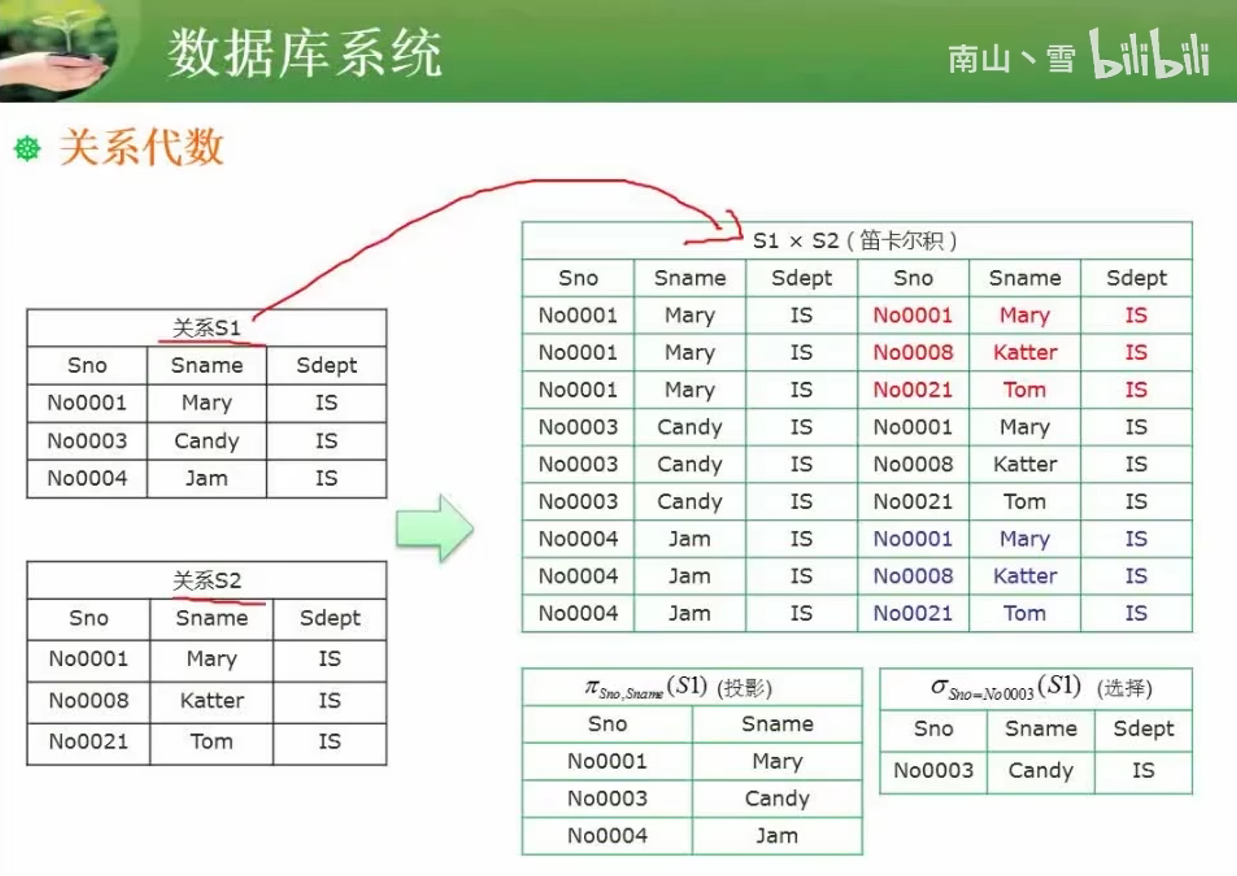 数据库系统
南山丶雪 bilibili
关系代数
关系S1
Sno Sname Sdept
No0001 Mary IS
No0003 Candy IS
No0004 Jam IS
关系S2
Sno Sname Sdept
No0001 Mary IS
No0008 Katter IS
No0021 Tom IS
S1 × S2 ( 笛卡尔积 )
Sno Sname Sdept Sno Sname Sdept
No0001 Mary IS No0001 Mary IS
No0001 Mary IS No0008 Katter IS
No0001 Mary IS No0021 Tom IS
No0003 Candy IS No0001 Mary IS
No0003 Candy IS No0008 Katter IS
No0003 Candy IS No0021 Tom IS
No0004 Jam IS No0001 Mary IS
No0004 Jam IS No0008 Katter IS
No0004 Jam IS No0021 Tom IS
πSno,Sname(S1) (投影)
Sno Sname
No0001 Mary
No0003 Candy
No0004 Jam
σSno=No0003(S1) (选择)
Sno Sname Sdept
No0003 Candy IS